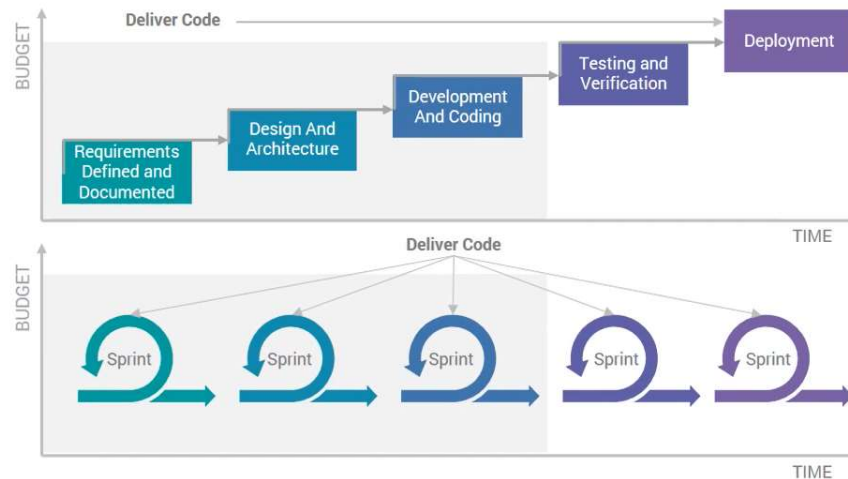 Deliver Code
BUDGET
Deployment
Testing and
Verification
Development
And Coding
Design And
Architecture
Requirements
Defined and
Documented
TIME
Deliver Code
BUDGET
Sprint
Sprint
Sprint
Sprint
Sprint
TIME